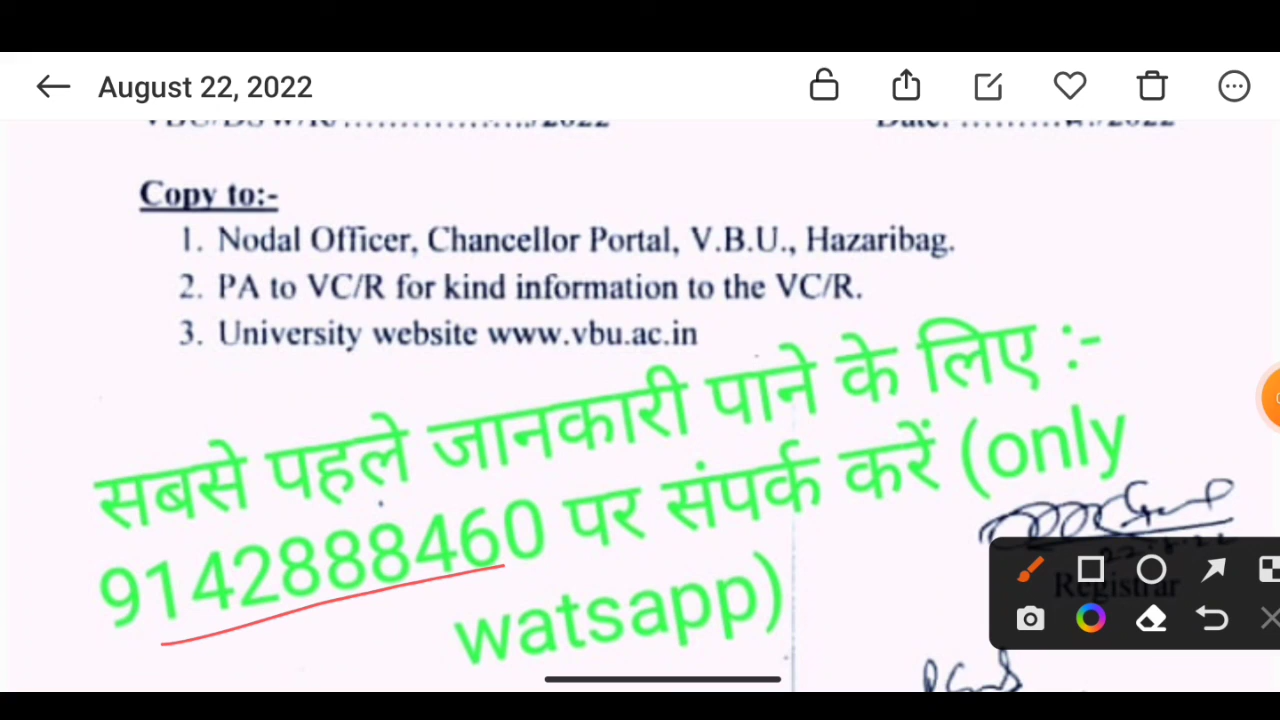 August 22, 2022
Copy to:-
1. Nodal Officer, Chancellor Portal, V.B.U., Hazaribag.
2. PA to VC/R for kind information to the VC/R.
3. University website www.vbu.ac.in
सबसे पहले जानकारी पाने के लिए :-
9142888460 पर संपर्क करें (only
watsapp)
Registrar